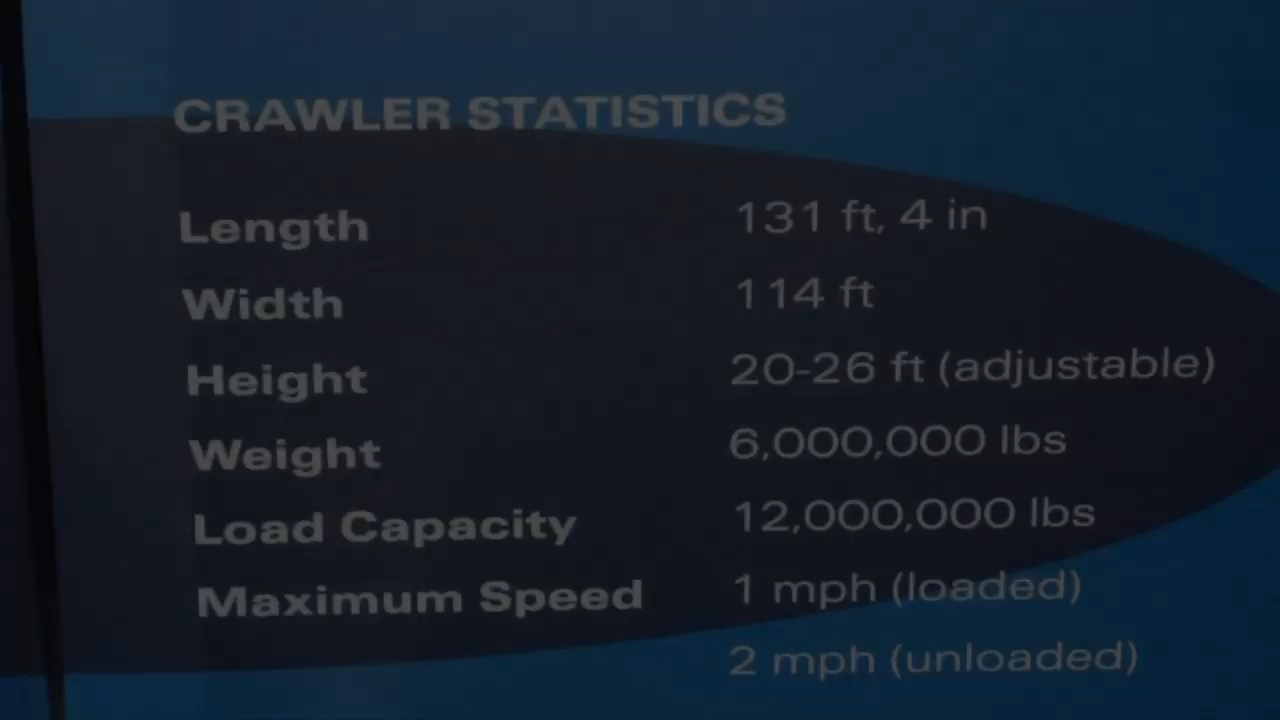 CRAWLER STATISTICS
Length 131 ft, 4 in
Width 114 ft
Height 20-26 ft (adjustable)
Weight 6,000,000 lbs
Load Capacity 12,000,000 lbs
Maximum Speed 1 mph (loaded)
2 mph (unloaded)